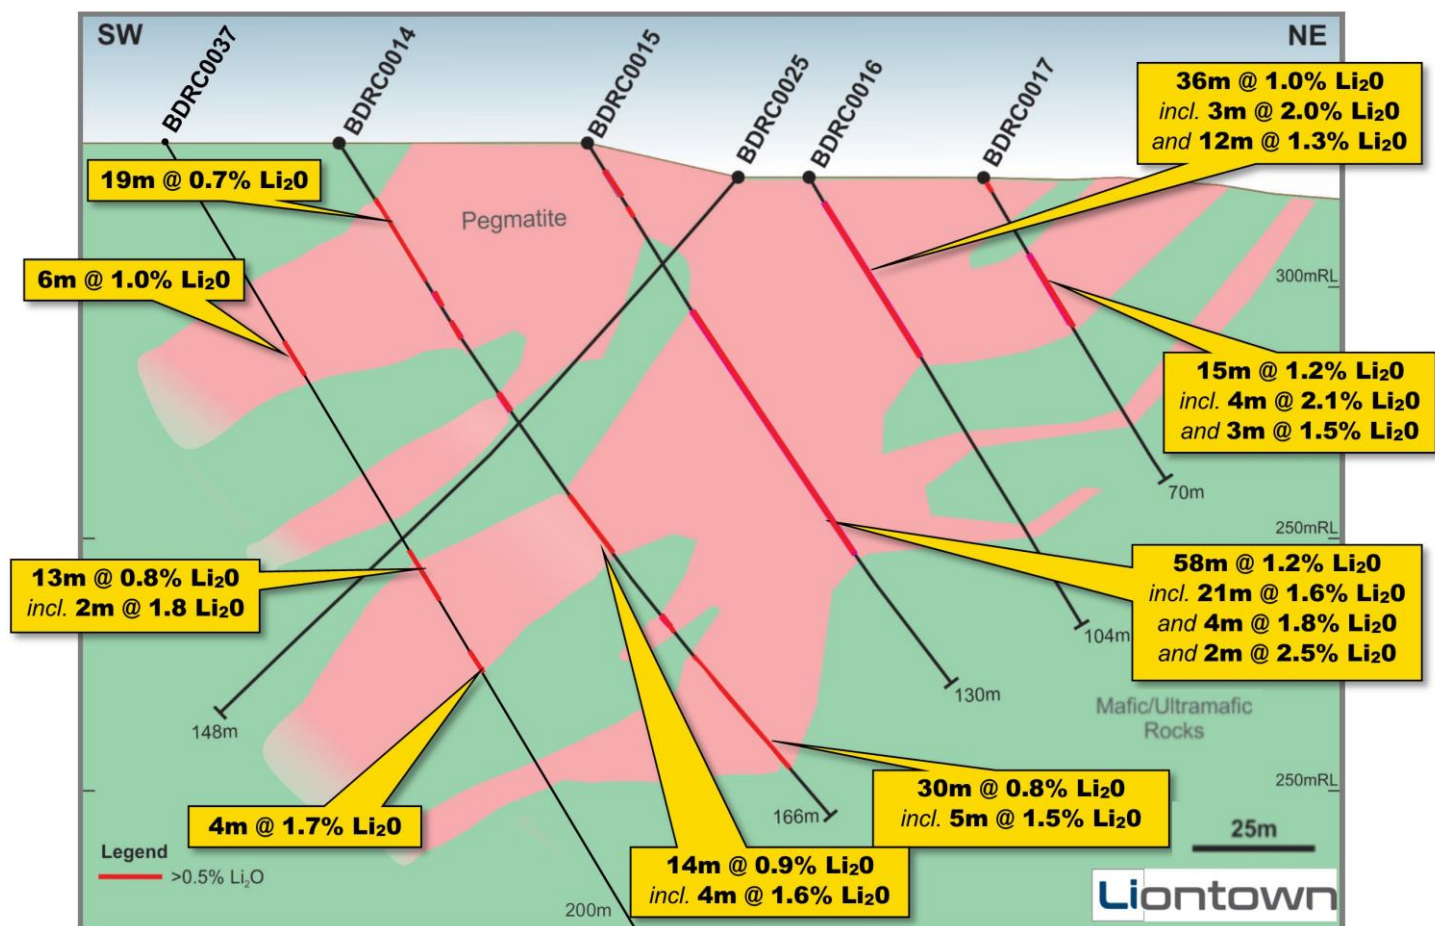 SW
NE
BDRC0037
BDRC0014
BDRC0015
BDRC0025
BDRC0016
BDRC0017
36m @ 1.0% Li₂0
incl. 3m @ 2.0% Li₂0
and 12m @ 1.3% Li₂0
19m @ 0.7% Li₂0
Pegmatite
6m @ 1.0% Li₂0
300mRL
15m @ 1.2% Li₂0
incl. 4m @ 2.1% Li₂0
and 3m @ 1.5% Li₂0
70m
250mRL
13m @ 0.8% Li₂0
incl. 2m @ 1.8 Li₂0
58m @ 1.2% Li₂0
incl. 21m @ 1.6% Li₂0
and 4m @ 1.8% Li₂0
and 2m @ 2.5% Li₂0
104m
130m
148m
Mafic/Ultramafic
Rocks
250mRL
30m @ 0.8% Li₂0
incl. 5m @ 1.5% Li₂0
166m
4m @ 1.7% Li₂0
25m
Legend
>0.5% Li₂O
14m @ 0.9% Li₂0
incl. 4m @ 1.6% Li₂0
200m
Liontown